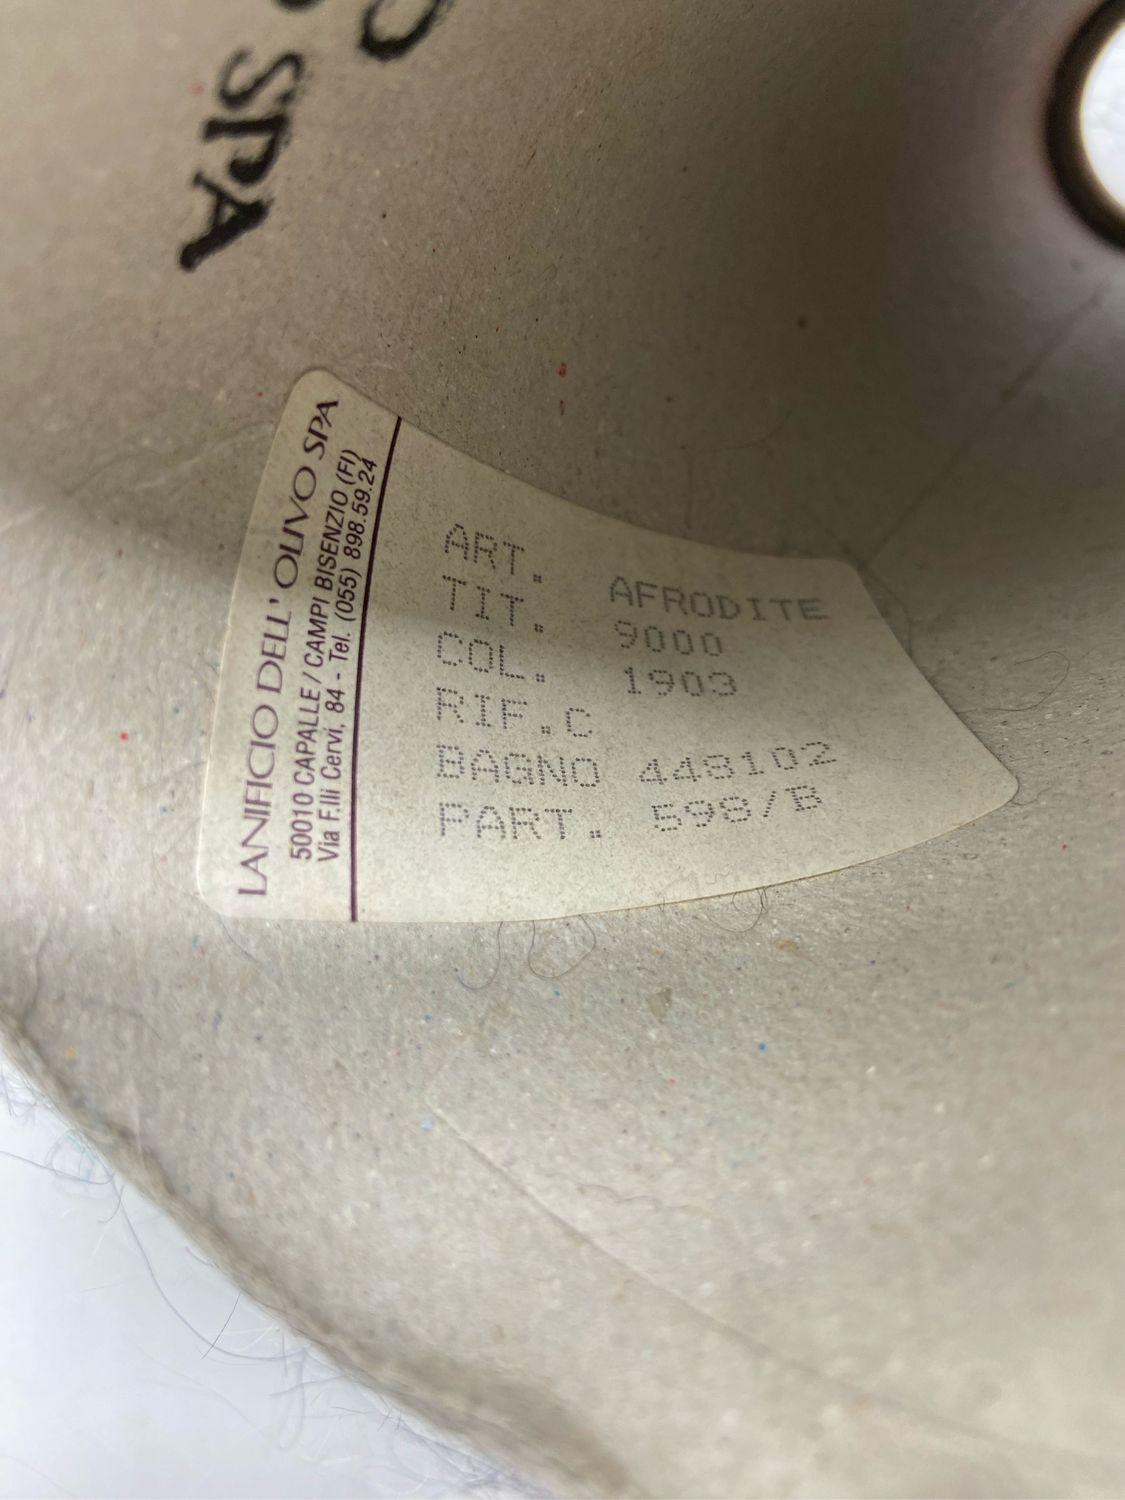 SPA
LANIFICIO DELL' OLIVO SPA
50010 CAPALLE / CAMPI BISENZIO (FI)
Via F.lli Cervi, 84 - Tel. (055) 898.59.24
ART. AFRODITE
TIT. 9000
COL. 1903
RIF.C
BAGNO 448102
PART. 598/B